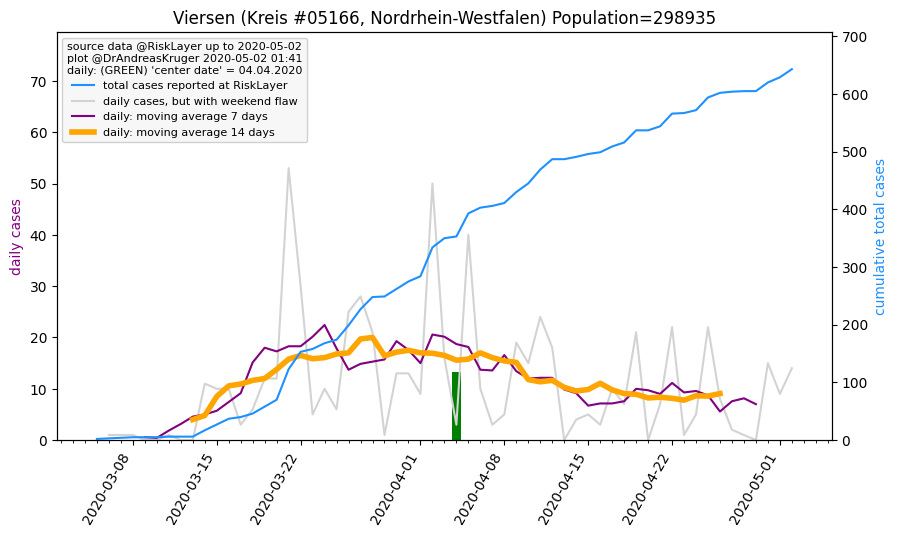 Viersen (Kreis #05166, Nordrhein-Westfalen) Population=298935
source data @RiskLayer up to 2020-05-02
plot @DrAndreasKruger 2020-05-02 01:41
daily: (GREEN) 'center date' = 04.04.2020
total cases reported at RiskLayer
daily cases, but with weekend flaw
daily: moving average 7 days
daily: moving average 14 days
daily cases
70
60
50
40
30
20
10
0
700
600
500
400
300
200
100
0
cumulative total cases
2020-03-08
2020-03-15
2020-03-22
2020-04-01
2020-04-08
2020-04-15
2020-04-22
2020-05-01